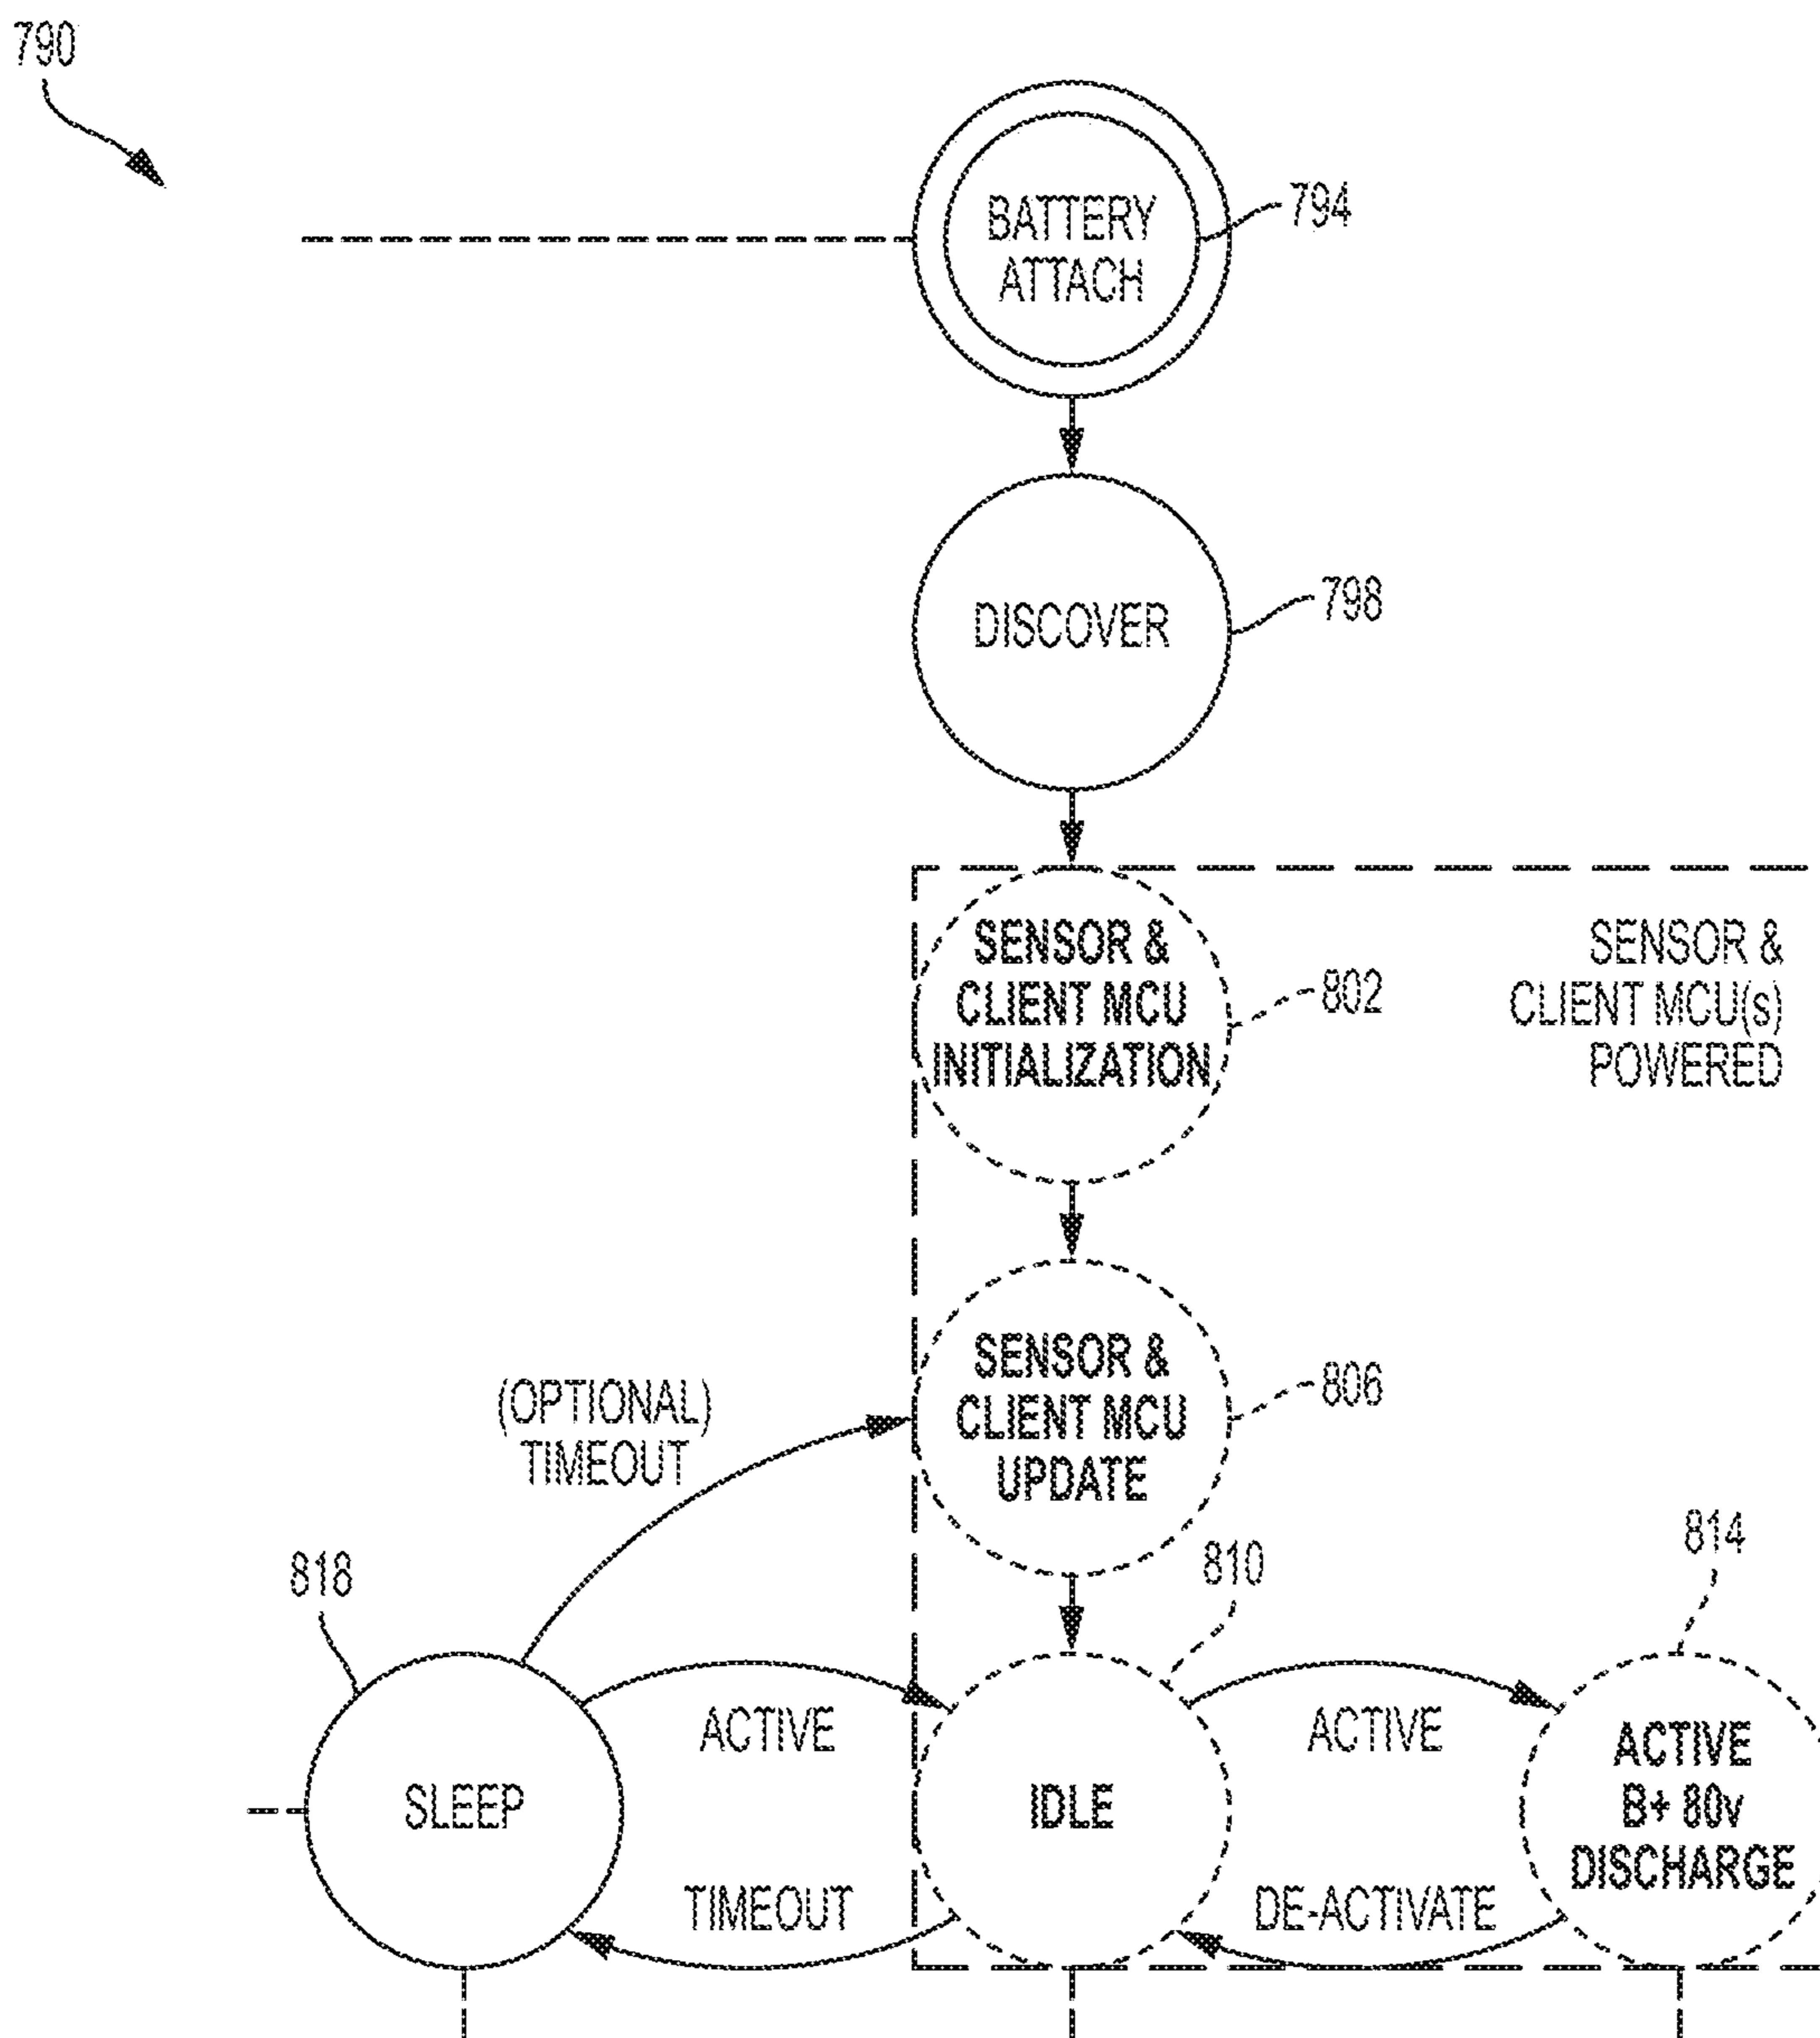 790
BATTERY
ATTACH
794
DISCOVER
798
SENSOR &
CLIENT MCU
INITIALIZATION
802
SENSOR &
CLIENT MCU(s)
POWERED
SENSOR &
CLIENT MCU
UPDATE
806
(OPTIONAL)
TIMEOUT
818
810
814
SLEEP
ACTIVE
IDLE
ACTIVE
ACTIVE
B+ 80v
DISCHARGE
TIMEOUT
DE-ACTIVATE